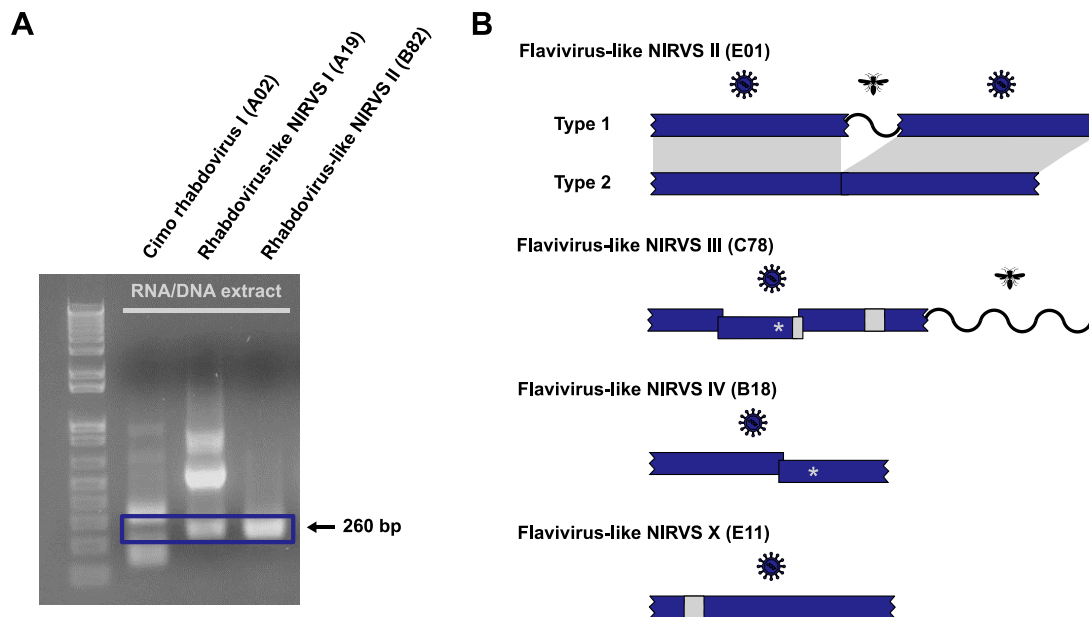 A
Cimo rhabdovirus I (A02)
Rhabdovirus-like NIRVS I (A19)
Rhabdovirus-like NIRVS II (B82)
RNA/DNA extract
260 bp
B
Flavivirus-like NIRVS II (E01)
Type 1
Type 2
Flavivirus-like NIRVS III (C78)
*
Flavivirus-like NIRVS IV (B18)
*
Flavivirus-like NIRVS X (E11)